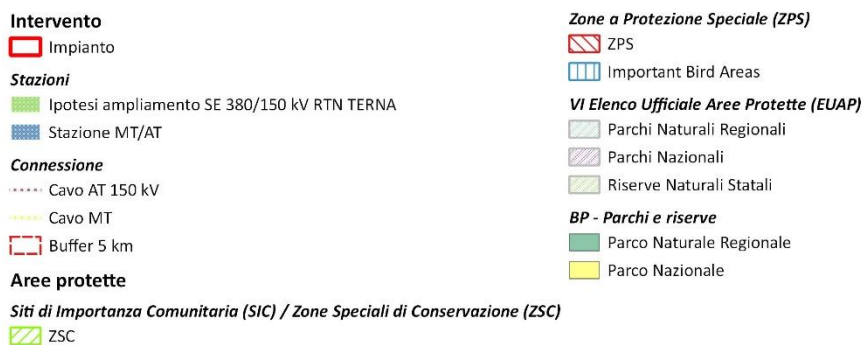 Intervento
Impianto
Stazioni
Ipotesi ampliamento SE 380/150 kV RTN TERNA
Stazione MT/AT
Connessione
Cavo AT 150 kV
Cavo MT
Buffer 5 km
Aree protette
Siti di Importanza Comunitaria (SIC) / Zone Speciali di Conservazione (ZSC)
ZSC
Zone a Protezione Speciale (ZPS)
ZPS
Important Bird Areas
VI Elenco Ufficiale Aree Protette (EUAP)
Parchi Naturali Regionali
Parchi Nazionali
Riserve Naturali Statali
BP - Parchi e riserve
Parco Naturale Regionale
Parco Nazionale